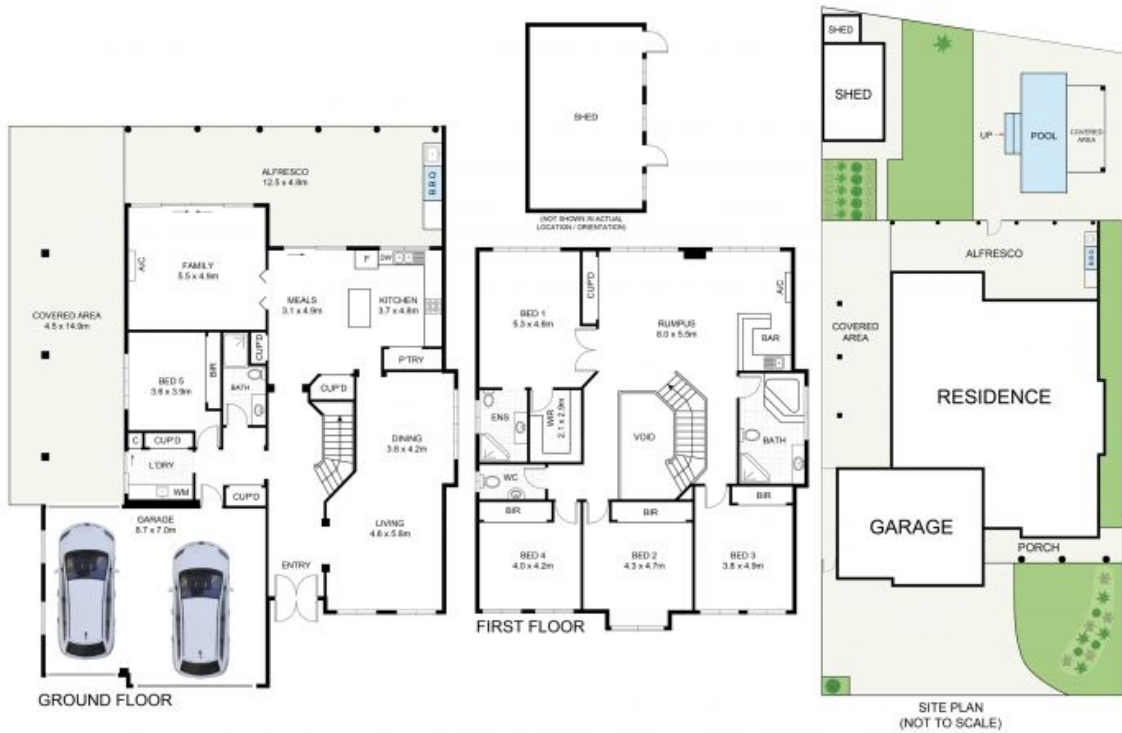 ALFRESCO
12.5 x 4.8m
BBQ
A/C
FAMILY
5.5 x 4.9m
F
DW
MEALS
3.1 x 4.9m
KITCHEN
3.7 x 4.8m
COVERED AREA
4.5 x 14.9m
P'TRY
CUP'D
BED 5
3.6 x 3.9m
BIR
BATH
CUP'D
DINING
3.8 x 4.2m
C
CUP'D
L'DRY
WM
CUP'D
GARAGE
8.7 x 7.0m
LIVING
4.6 x 5.8m
ENTRY
GROUND FLOOR
SHED
(NOT SHOWN IN ACTUAL
LOCATION / ORIENTATION)
BED 1
5.3 x 4.6m
CUP'D
RUMPUS
6.0 x 5.5m
A/C
BAR
ENS
WIR
2.1 x 2.9m
VOID
BATH
WC
BIR
BIR
BIR
BED 4
4.0 x 4.2m
BED 2
4.3 x 4.7m
BED 3
3.8 x 4.9m
FIRST FLOOR
SHED
SHED
UP
POOL
COVERED
AREA
ALFRESCO
BBQ
COVERED
AREA
RESIDENCE
GARAGE
PORCH
SITE PLAN
(NOT TO SCALE)